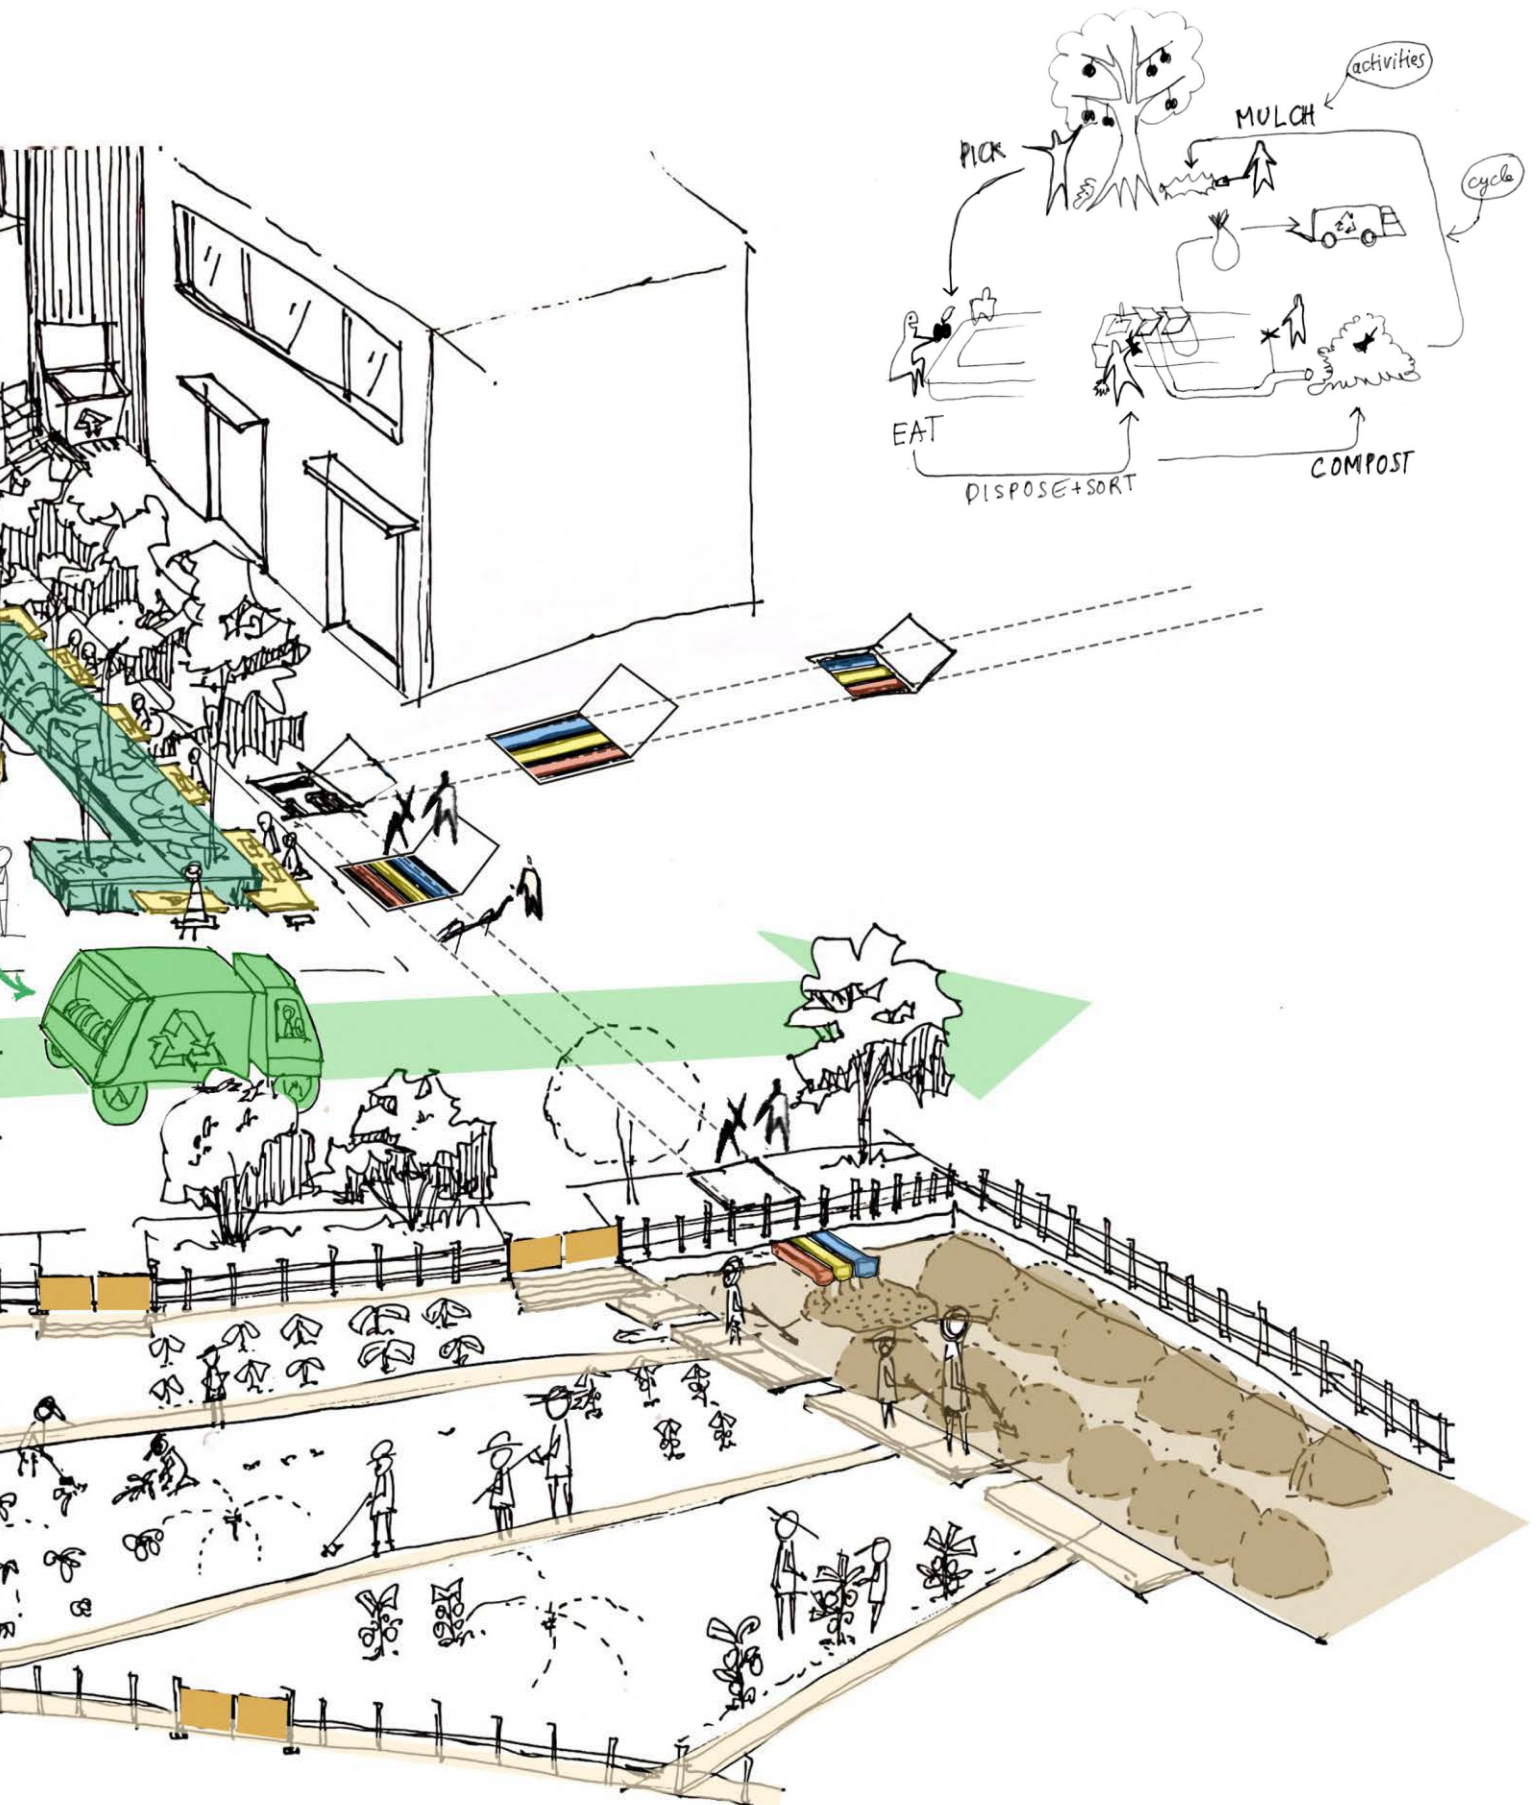 activities
MULCH
PICK
cycle
EAT
COMPOST
DISPOSE+SORT